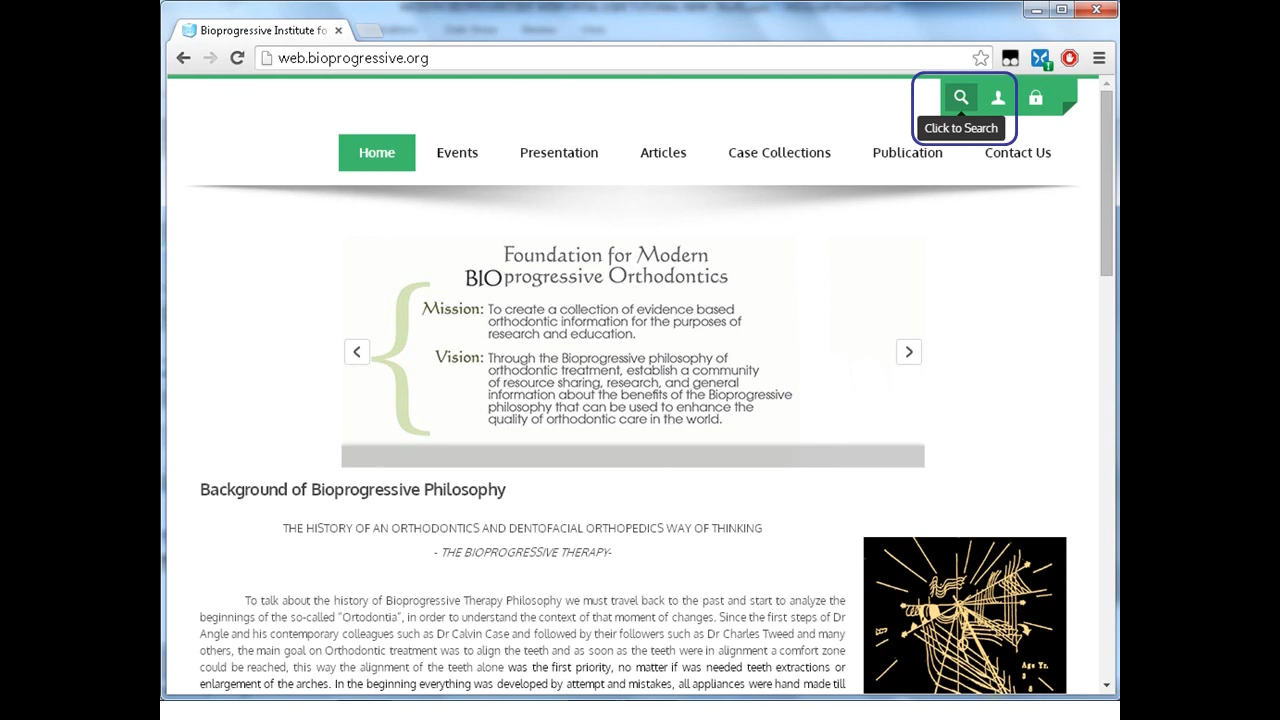 Bioprogressive Institute fo
web.bioprogressive.org
Click to Search
Home Events Presentation Articles Case Collections Publication Contact Us
Foundation for Modern
BIOprogressive Orthodontics
Mission: To create a collection of evidence based
orthodontic information for the purposes of
research and education.
Vision: Through the Bioprogressive philosophy of
orthodontic treatment, establish a community
of resource sharing, research, and general
information about the benefits of the Bioprogressive
philosophy that can be used to enhance the
quality of orthodontic care in the world.
Background of Bioprogressive Philosophy
THE HISTORY OF AN ORTHODONTICS AND DENTOFACIAL ORTHOPEDICS WAY OF THINKING
- THE BIOPROGRESSIVE THERAPY-
To talk about the history of Bioprogressive Therapy Philosophy we must travel back to the past and start to analyze the
beginnings of the so-called "Ortodontia", in order to understand the context of that moment of changes. Since the first steps of Dr
Angle and his contemporary colleagues such as Dr Calvin Case and followed by their followers such as Dr Charles Tweed and many
others, the main goal on Orthodontic treatment was to align the teeth and as soon as the teeth were in alignment a comfort zone
could be reached, this way the alignment of the teeth alone was the first priority, no matter if was needed teeth extractions or
enlargement of the arches. In the beginning everything was developed by attempt and mistakes, all appliances were hand made till
Age Yr.
3
8